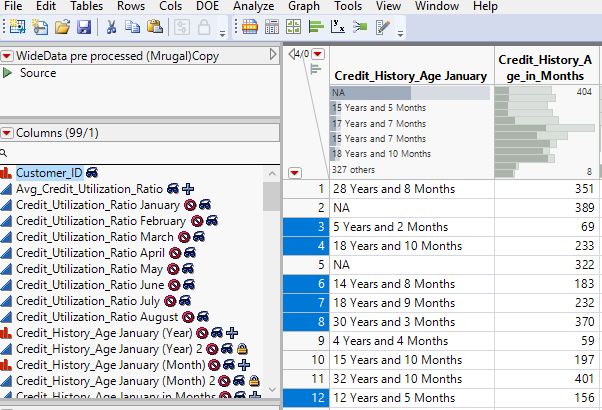 File Edit Tables Rows Cols DOE Analyze Graph Tools View Window Help
WideData pre processed (Mrugal)Copy
Source
Columns (99/1)
Customer_ID
Avg_Credit_Utilization_Ratio
Credit_Utilization_Ratio January
Credit_Utilization_Ratio February
Credit_Utilization_Ratio March
Credit_Utilization_Ratio April
Credit_Utilization_Ratio May
Credit_Utilization_Ratio June
Credit_Utilization_Ratio July
Credit_Utilization_Ratio August
Credit_History_Age January (Year)
Credit_History_Age January (Year) 2
Credit_History_Age January (Month)
Credit_History_Age January (Month) 2
Credit_History_Age January in Months
4/0
Credit_History_Age January
Credit_History_A
ge_in_Months
NA 404
15 Years and 5 Months
17 Years and 7 Months
15 Years and 7 Months
18 Years and 10 Months
327 others 8
1 28 Years and 8 Months 351
2 NA 389
3 5 Years and 2 Months 69
4 18 Years and 10 Months 233
5 NA 322
6 14 Years and 8 Months 183
7 18 Years and 9 Months 232
8 30 Years and 3 Months 370
9 4 Years and 4 Months 59
10 15 Years and 10 Months 197
11 32 Years and 10 Months 401
12 12 Years and 5 Months 156